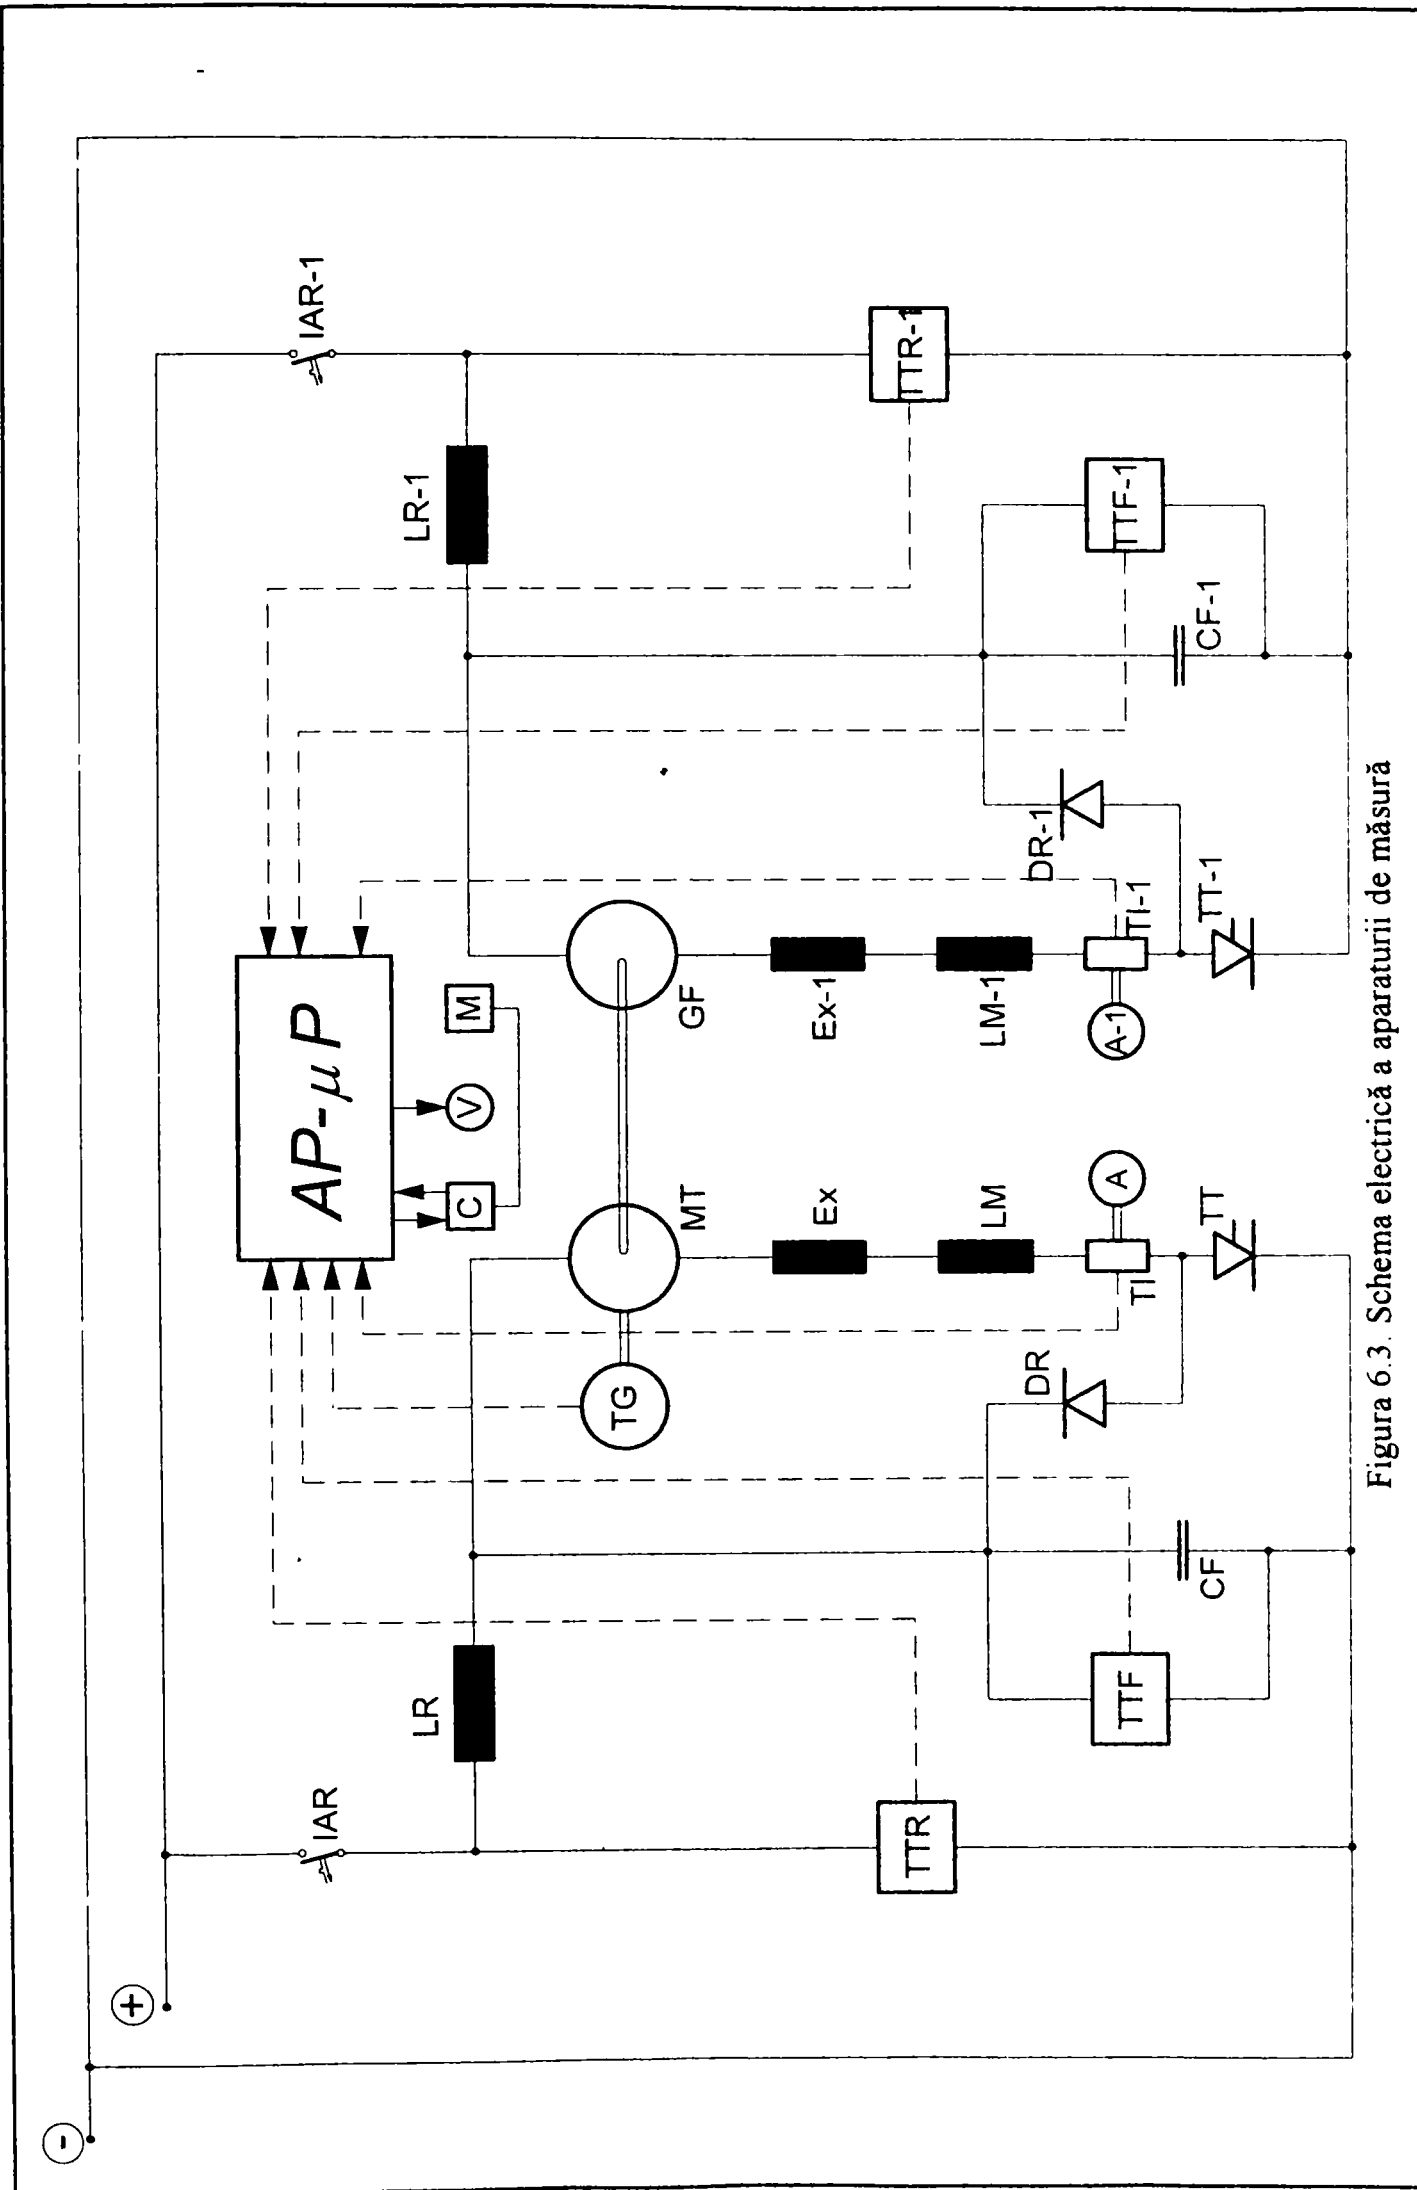 -
+
IAR
IAR-1
LR
LR-1
AP-μP
C
V
M
TG
MT
GF
Ex
Ex-1
LM
LM-1
TTR
TTR-1
DR
DR-1
TTF
TTF-1
TI
A
A-1
TI-1
CF
CF-1
TT
TT-1
Figura 6.3. Schema electrică a aparaturii de măsură